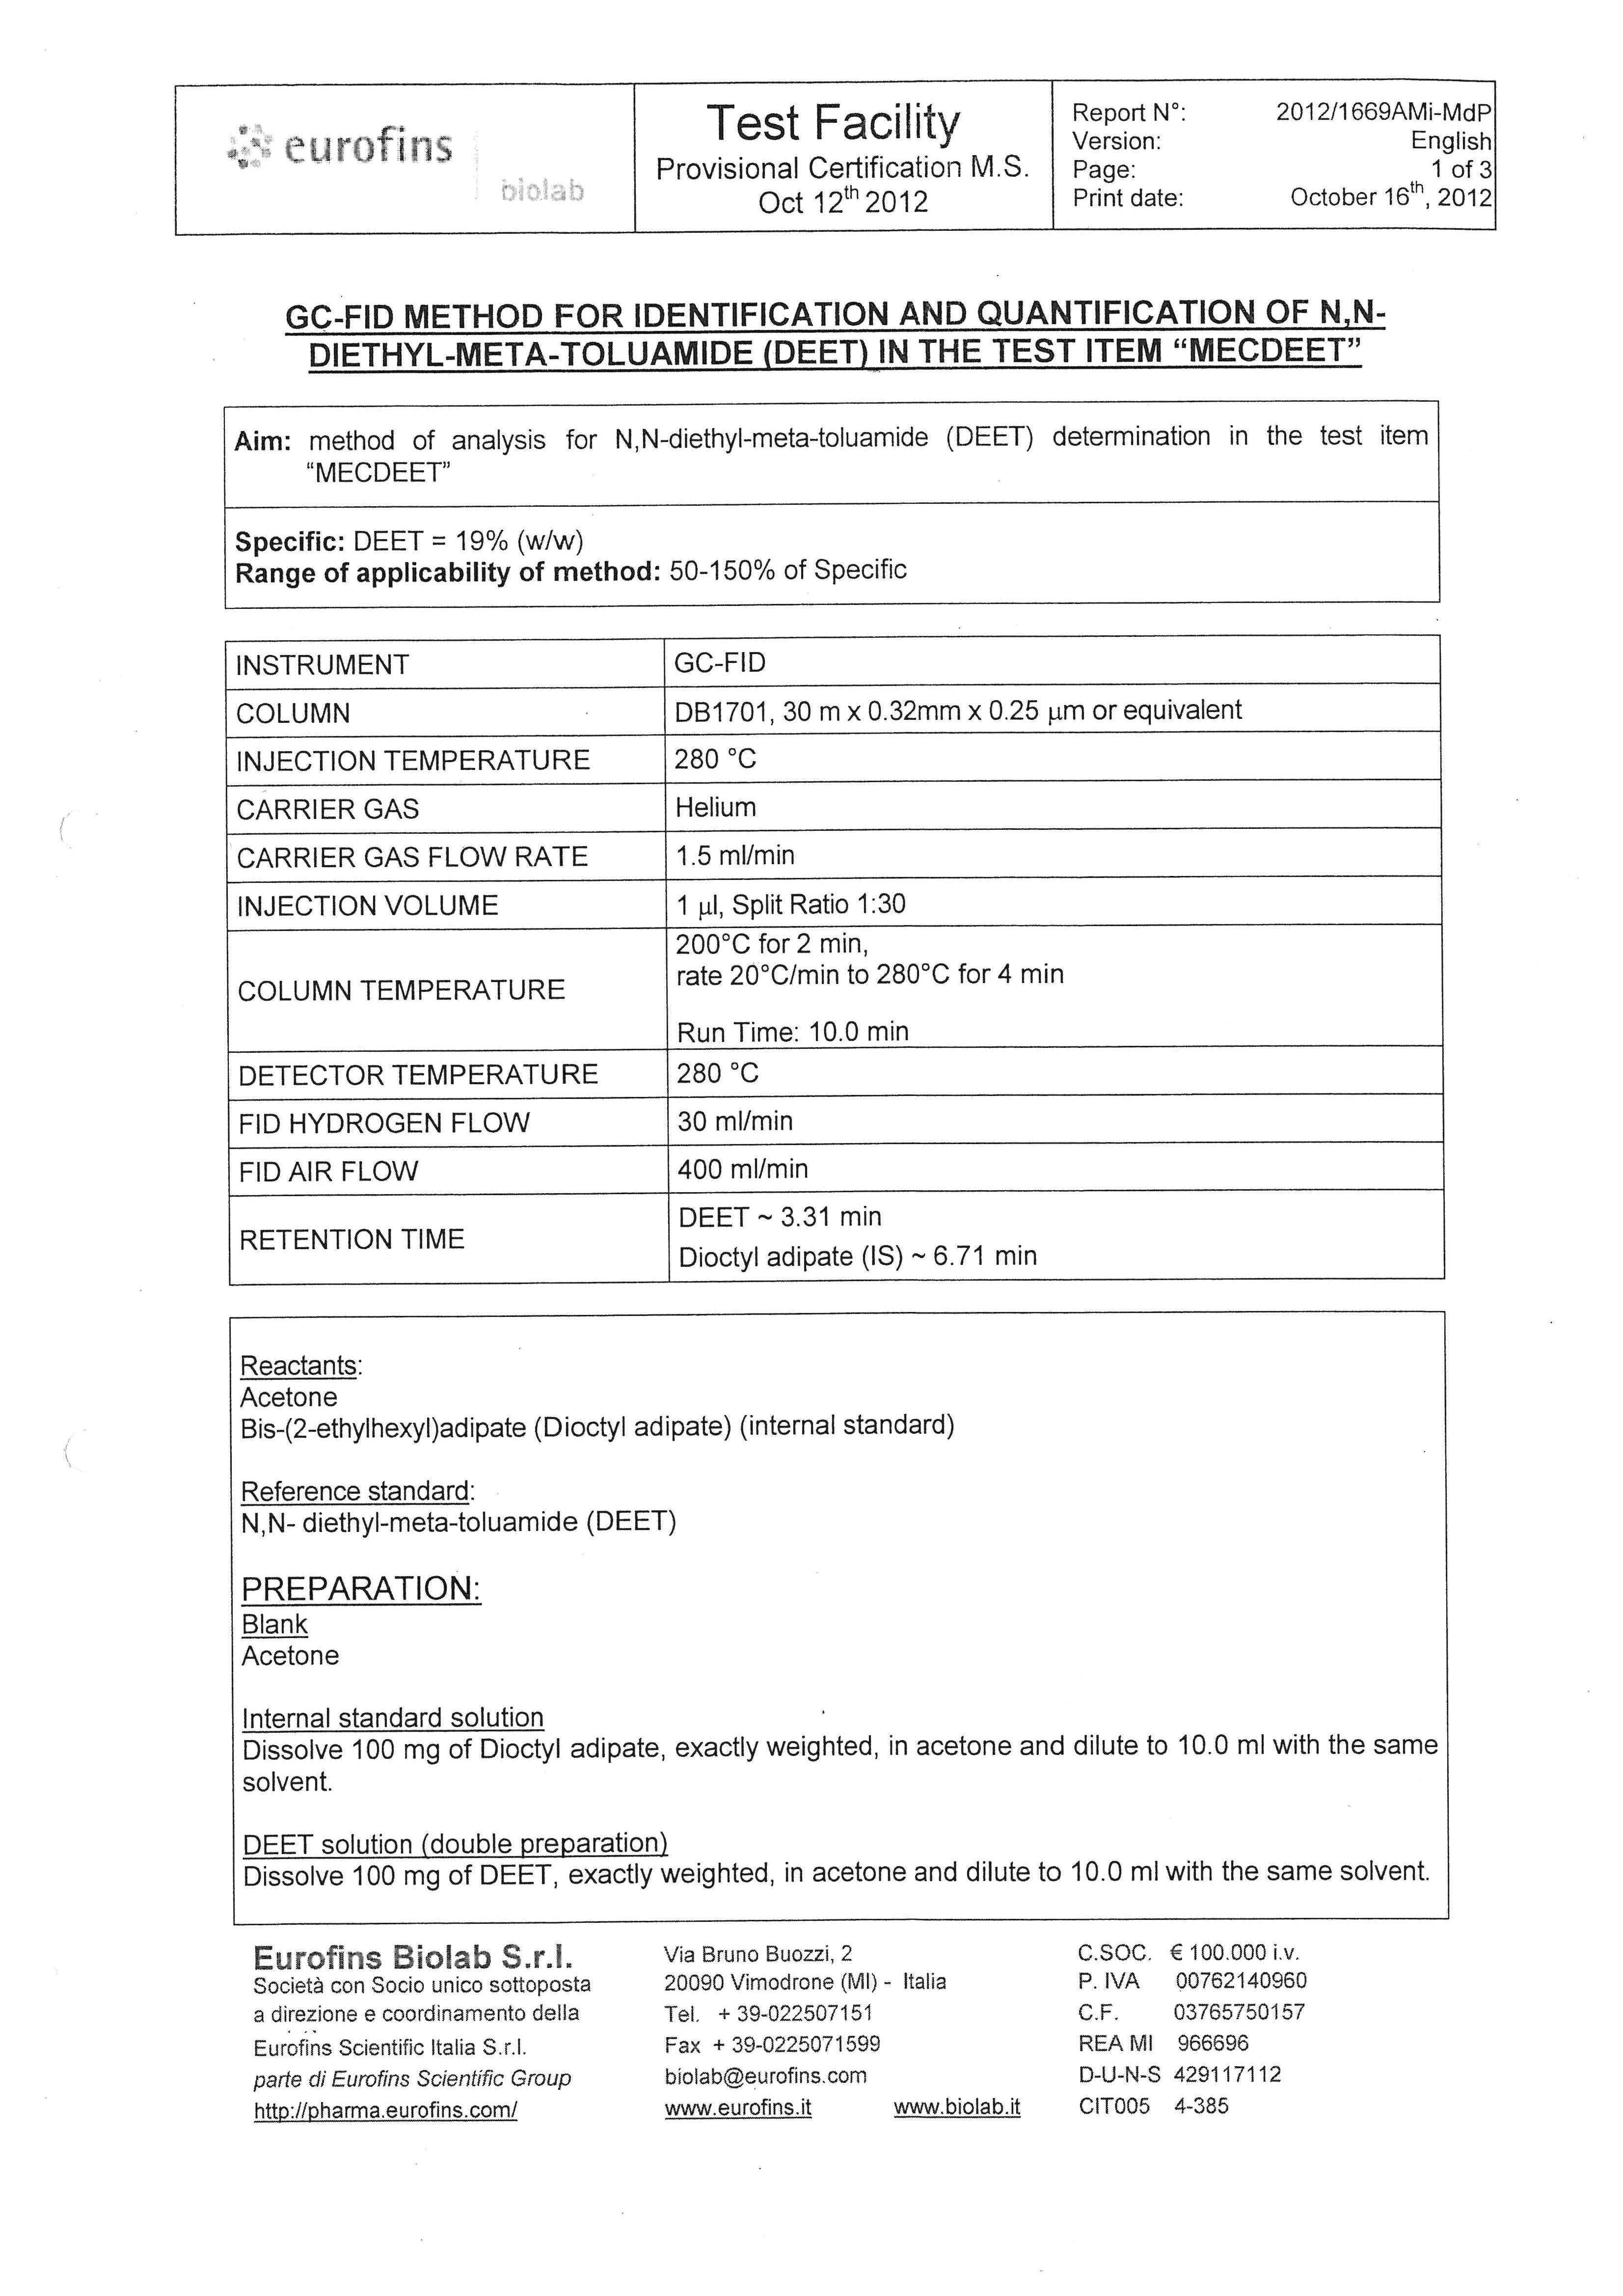 eurofins
biolab
Test Facility
Provisional Certification M.S.
Oct 12th 2012
Report N°: 2012/1669AMi-MdP
Version: English
Page: 1 of 3
Print date: October 16th, 2012
GC-FID METHOD FOR IDENTIFICATION AND QUANTIFICATION OF N,N-
DIETHYL-META-TOLUAMIDE (DEET) IN THE TEST ITEM “MECDEET”
Aim: method of analysis for N,N-diethyl-meta-toluamide (DEET) determination in the test item
“MECDEET”
Specific: DEET = 19% (w/w)
Range of applicability of method: 50-150% of Specific
INSTRUMENT GC-FID
COLUMN DB1701, 30 m x 0.32mm x 0.25 µm or equivalent
INJECTION TEMPERATURE 280 °C
CARRIER GAS Helium
CARRIER GAS FLOW RATE 1.5 ml/min
INJECTION VOLUME 1 µl, Split Ratio 1:30
COLUMN TEMPERATURE
200°C for 2 min,
rate 20°C/min to 280°C for 4 min
Run Time: 10.0 min
DETECTOR TEMPERATURE 280 °C
FID HYDROGEN FLOW 30 ml/min
FID AIR FLOW 400 ml/min
RETENTION TIME
DEET ~ 3.31 min
Dioctyl adipate (IS) ~ 6.71 min
Reactants:
Acetone
Bis-(2-ethylhexyl)adipate (Dioctyl adipate) (internal standard)
Reference standard:
N,N- diethyl-meta-toluamide (DEET)
PREPARATION:
Blank
Acetone
Internal standard solution
Dissolve 100 mg of Dioctyl adipate, exactly weighted, in acetone and dilute to 10.0 ml with the same
solvent.
DEET solution (double preparation)
Dissolve 100 mg of DEET, exactly weighted, in acetone and dilute to 10.0 ml with the same solvent.
Eurofins Biolab S.r.l. Via Bruno Buozzi, 2 C.SOC. € 100.000 i.v.
Società con Socio unico sottoposta 20090 Vimodrone (MI) - Italia P. IVA 00762140960
a direzione e coordinamento della Tel. + 39-022507151 C.F. 03765750157
Eurofins Scientific Italia S.r.l. Fax + 39-0225071599 REA MI 966696
parte di Eurofins Scientific Group biolab@eurofins.com D-U-N-S 429117112
http://pharma.eurofins.com/ www.eurofins.it www.biolab.it CIT005 4-385